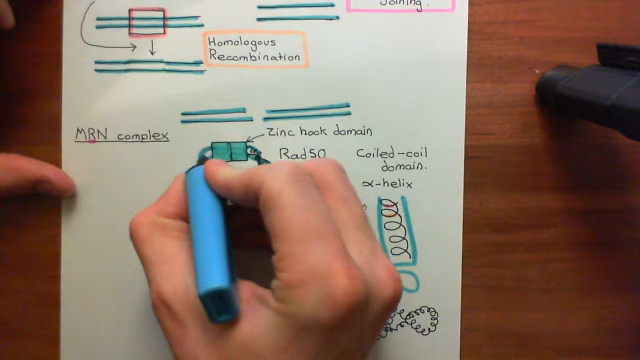 Joining.
Homologous
Recombination
MRN complex
Zinc hook domain
Rad50
Coiled-coil
domain.
α-helix